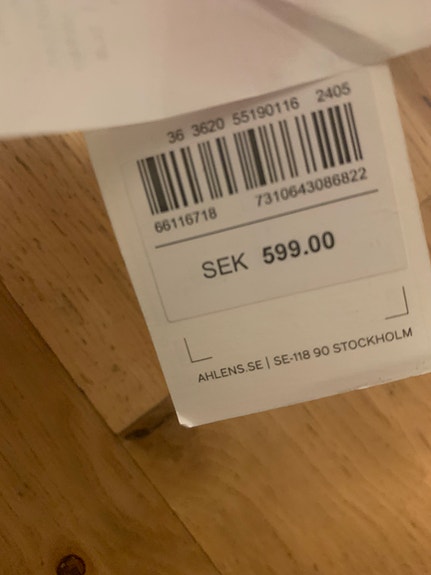 36 3620 55190116 2405
66116718 7310643086822
SEK 599.00
AHLENS.SE | SE-118 90 STOCKHOLM